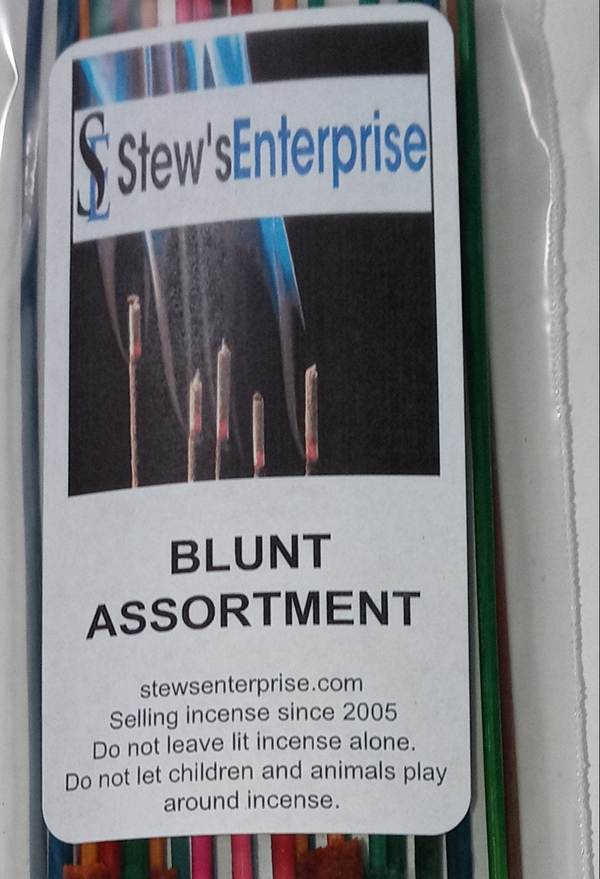 SE Stew'sEnterprise
BLUNT
ASSORTMENT
stewsenterprise.com
Selling incense since 2005
Do not leave lit incense alone.
Do not let children and animals play
around incense.